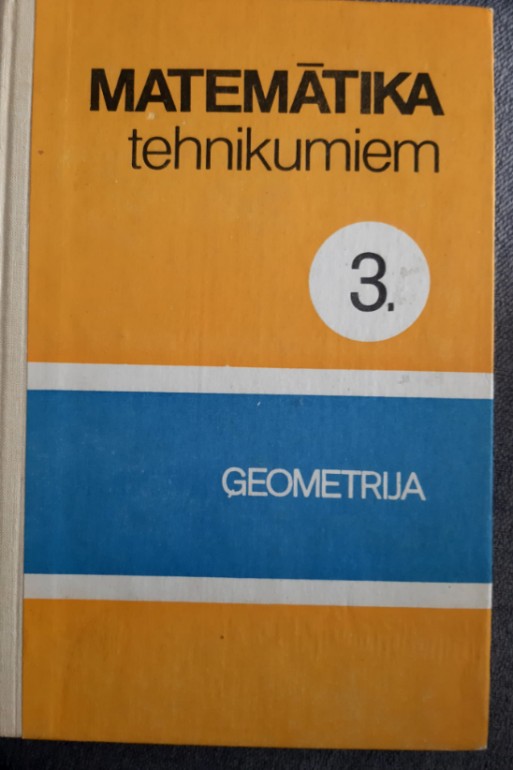 MATEMĀTIKA
tehnikumiem
3.
ĢEOMETRIJA